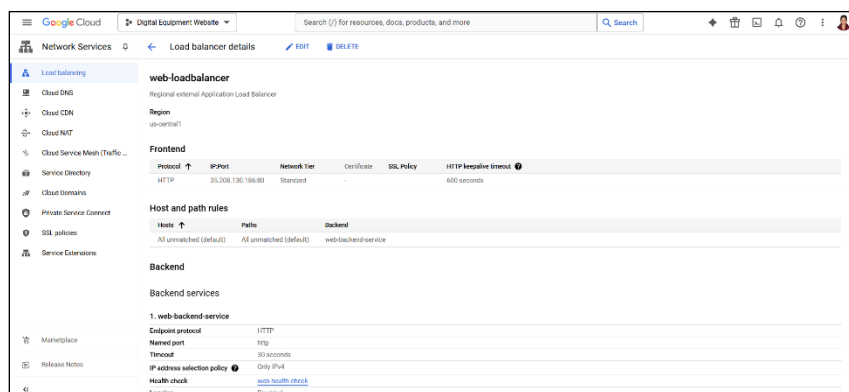 Google Cloud
Digital Equipment Website
Search (/) for resources, docs, products, and more
Search
Network Services
Load balancer details
EDIT
DELETE
Load balancing
Cloud DNS
Cloud CDN
Cloud NAT
Cloud Service Mesh (Traffic ...
Service Directory
Cloud Domains
Private Service Connect
SSL policies
Service Extensions
Marketplace
Release Notes
web-loadbalancer
Regional external Application Load Balancer
Region
us-central1
Frontend
Protocol IP:Port Network Tier Certificate SSL Policy HTTP keepalive timeout
HTTP 35.208.130.186:80 Standard - 600 seconds
Host and path rules
Hosts Paths Backend
All unmatched (default) All unmatched (default) web-backend-service
Backend
Backend services
1. web-backend-service
Endpoint protocol HTTP
Named port http
Timeout 30 seconds
IP address selection policy Only IPv4
Health check web health check